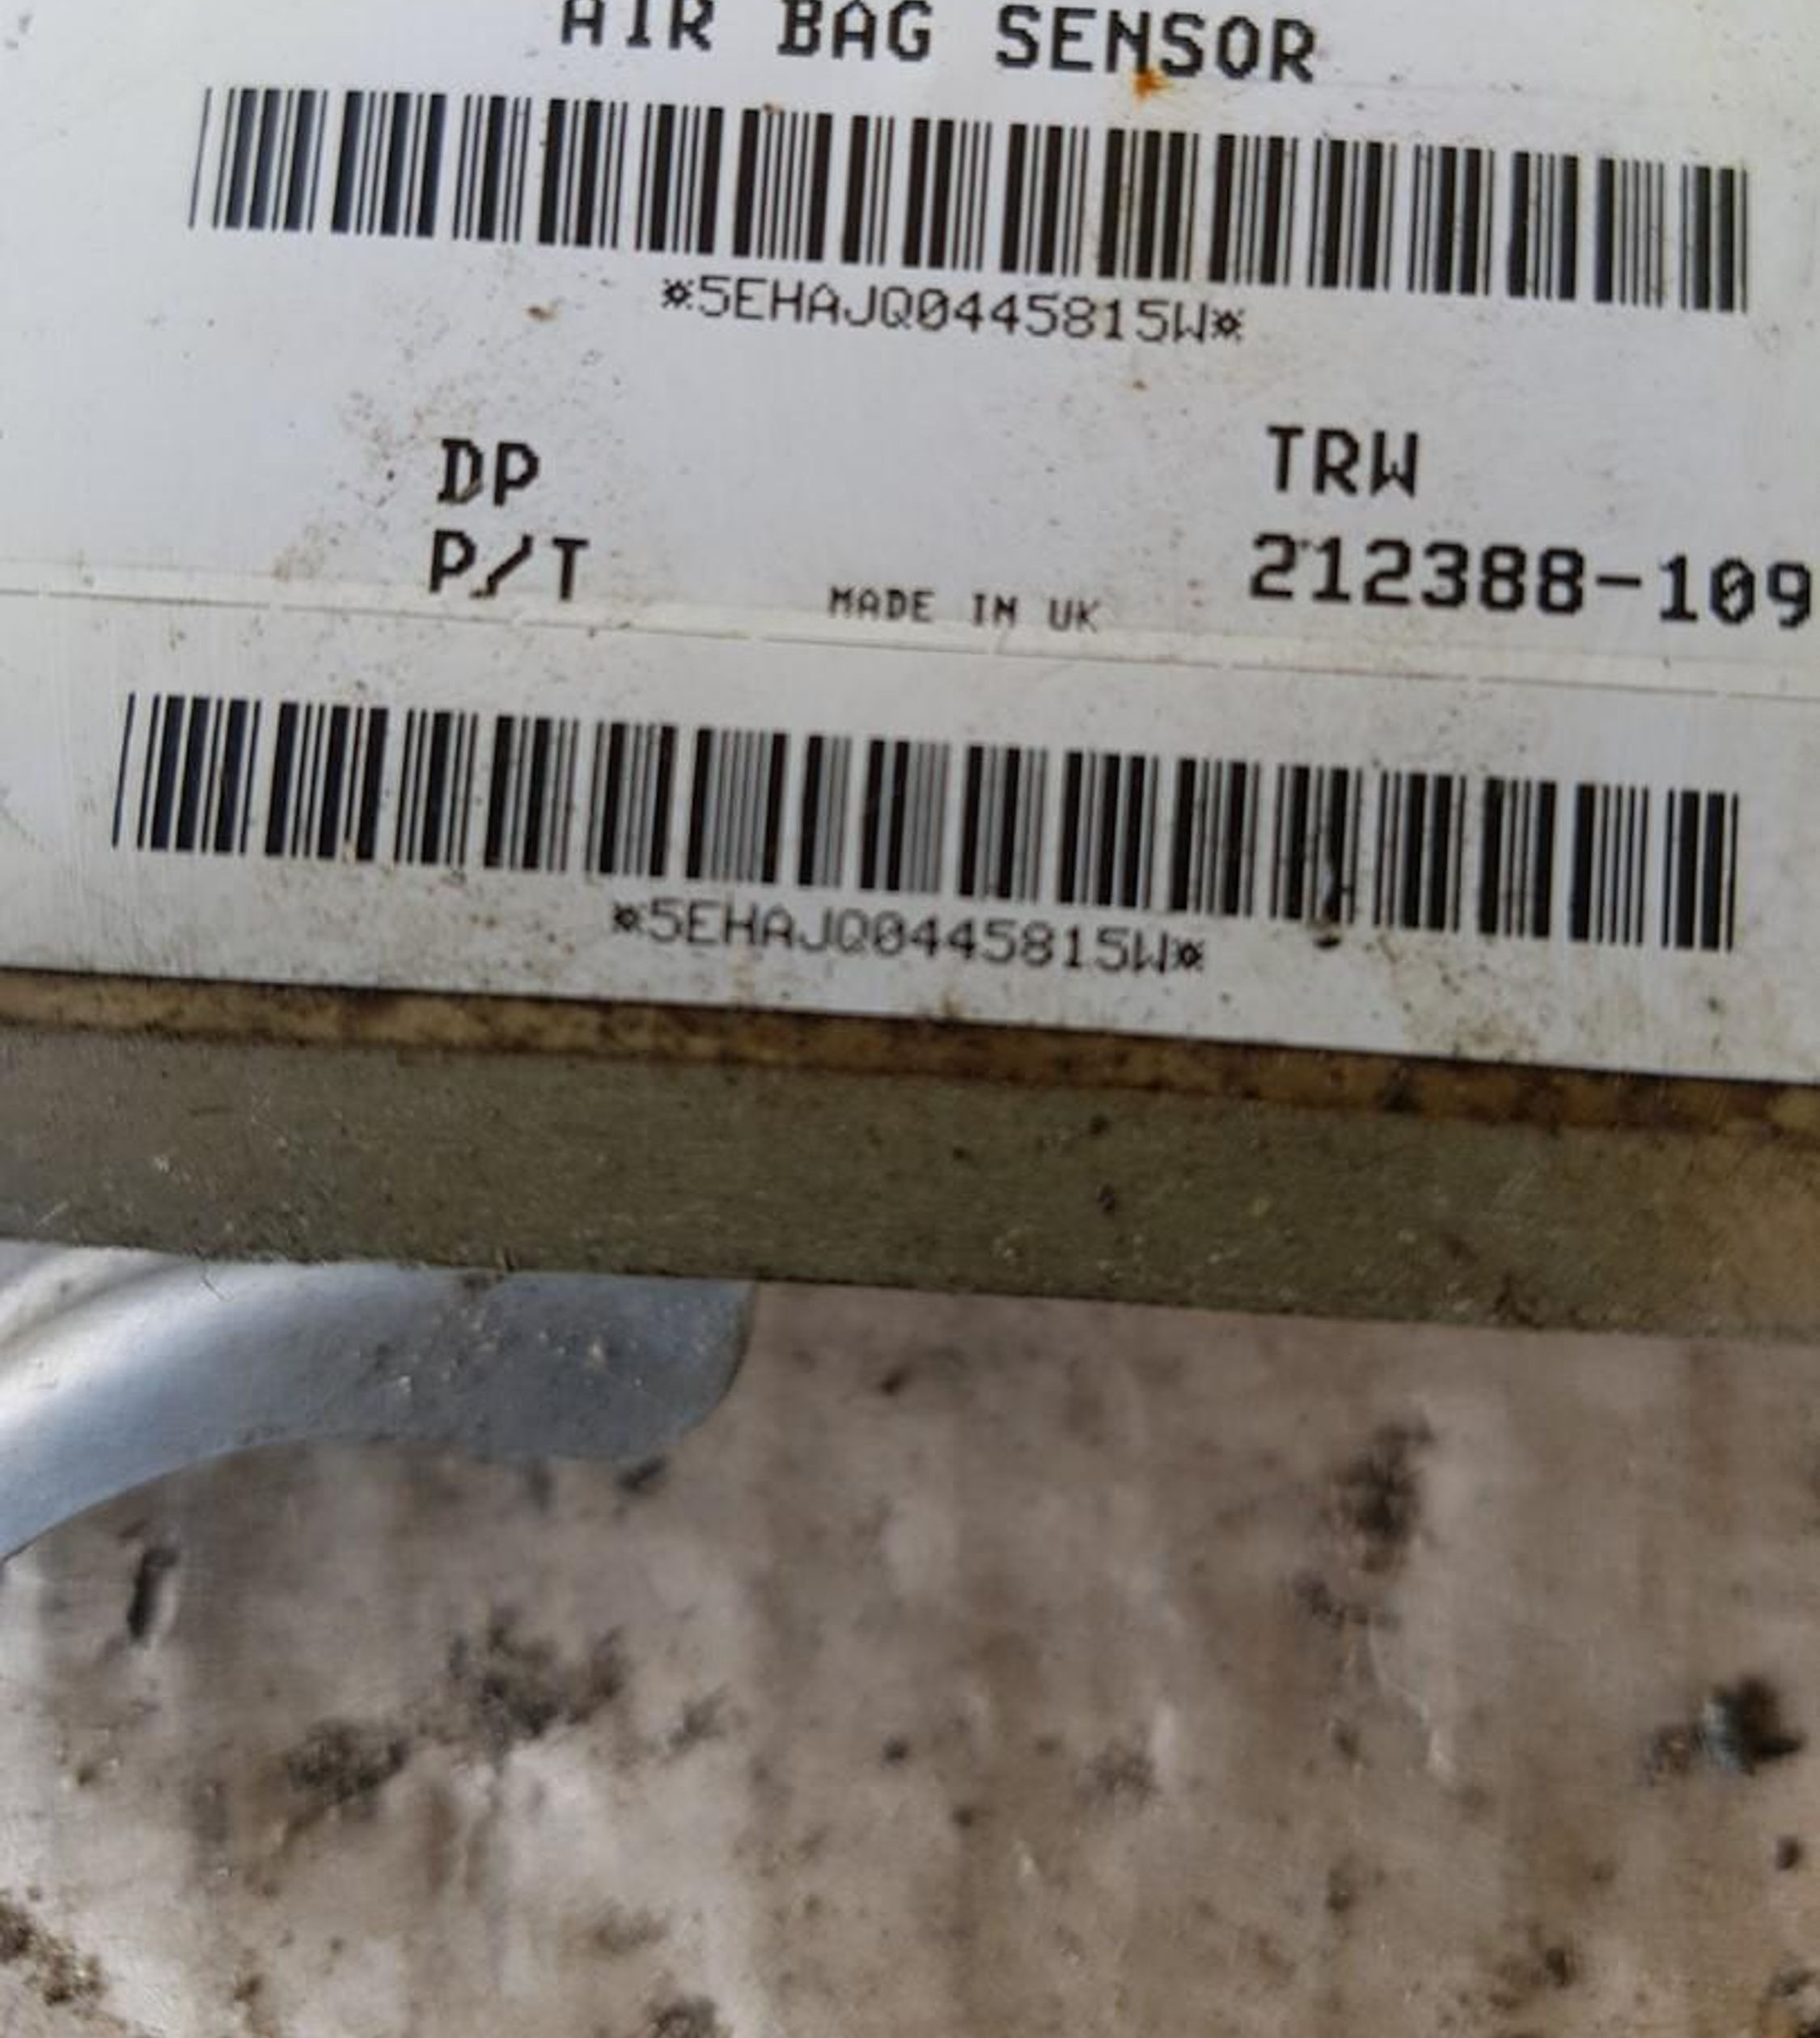 AIR BAG SENSOR
*5EHAJQ0445815W*
DP TRW
P/T 212388-109
MADE IN UK
*5EHAJQ0445815W*